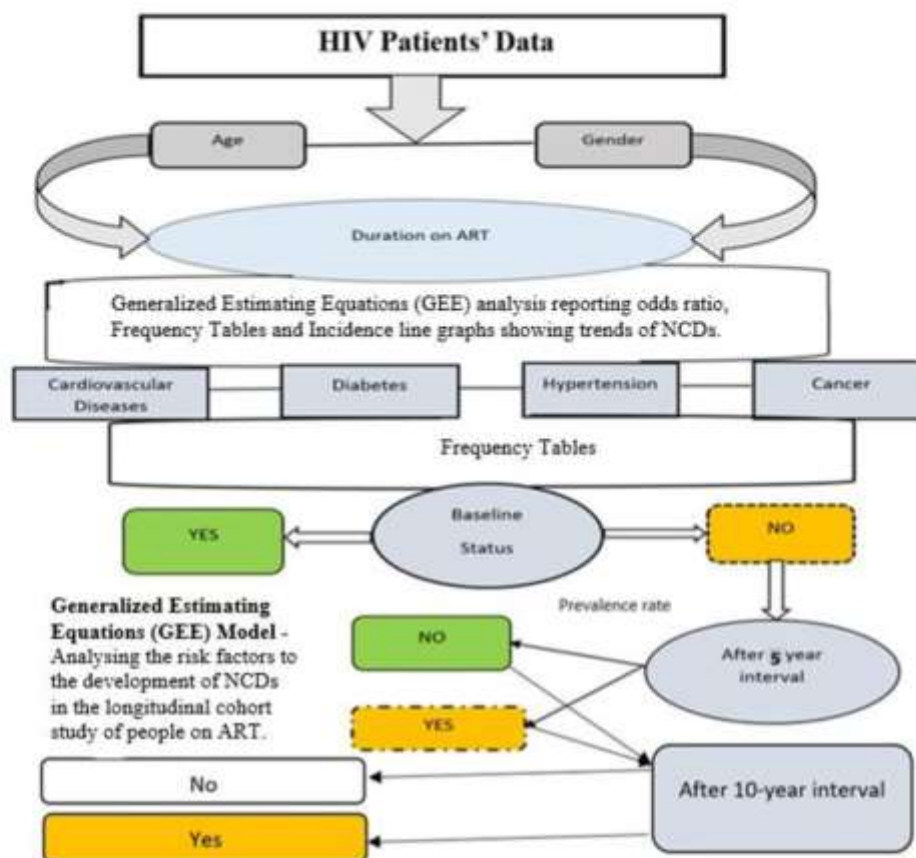 HIV Patients' Data
Age
Gender
Duration on ART
Generalized Estimating Equations (GEE) analysis reporting odds ratio,
Frequency Tables and Incidence line graphs showing trends of NCDs.
Cardiovascular
Diseases
Diabetes
Hypertension
Cancer
Frequency Tables
YES
Baseline
Status
NO
Prevalence rate
Generalized Estimating
Equations (GEE) Model -
Analysing the risk factors to
the development of NCDs
in the longitudinal cohort
study of people on ART.
NO
YES
After 5 year
interval
After 10-year interval
No
Yes